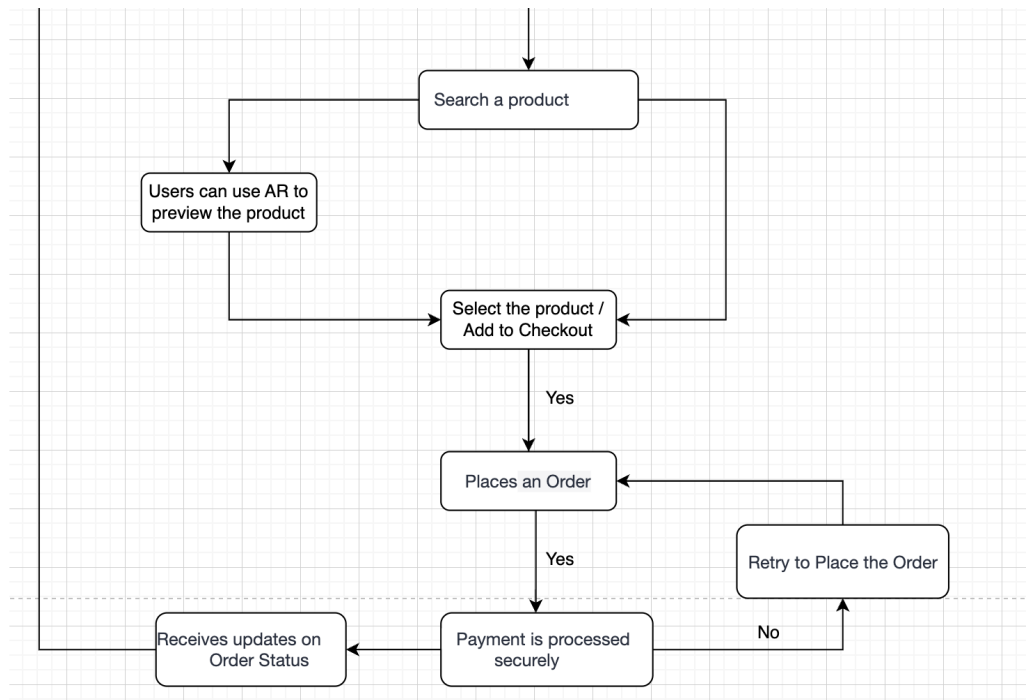 Search a product
Users can use AR to
preview the product
Select the product /
Add to Checkout
Yes
Places an Order
Yes
Retry to Place the Order
No
Receives updates on
Order Status
Payment is processed
securely